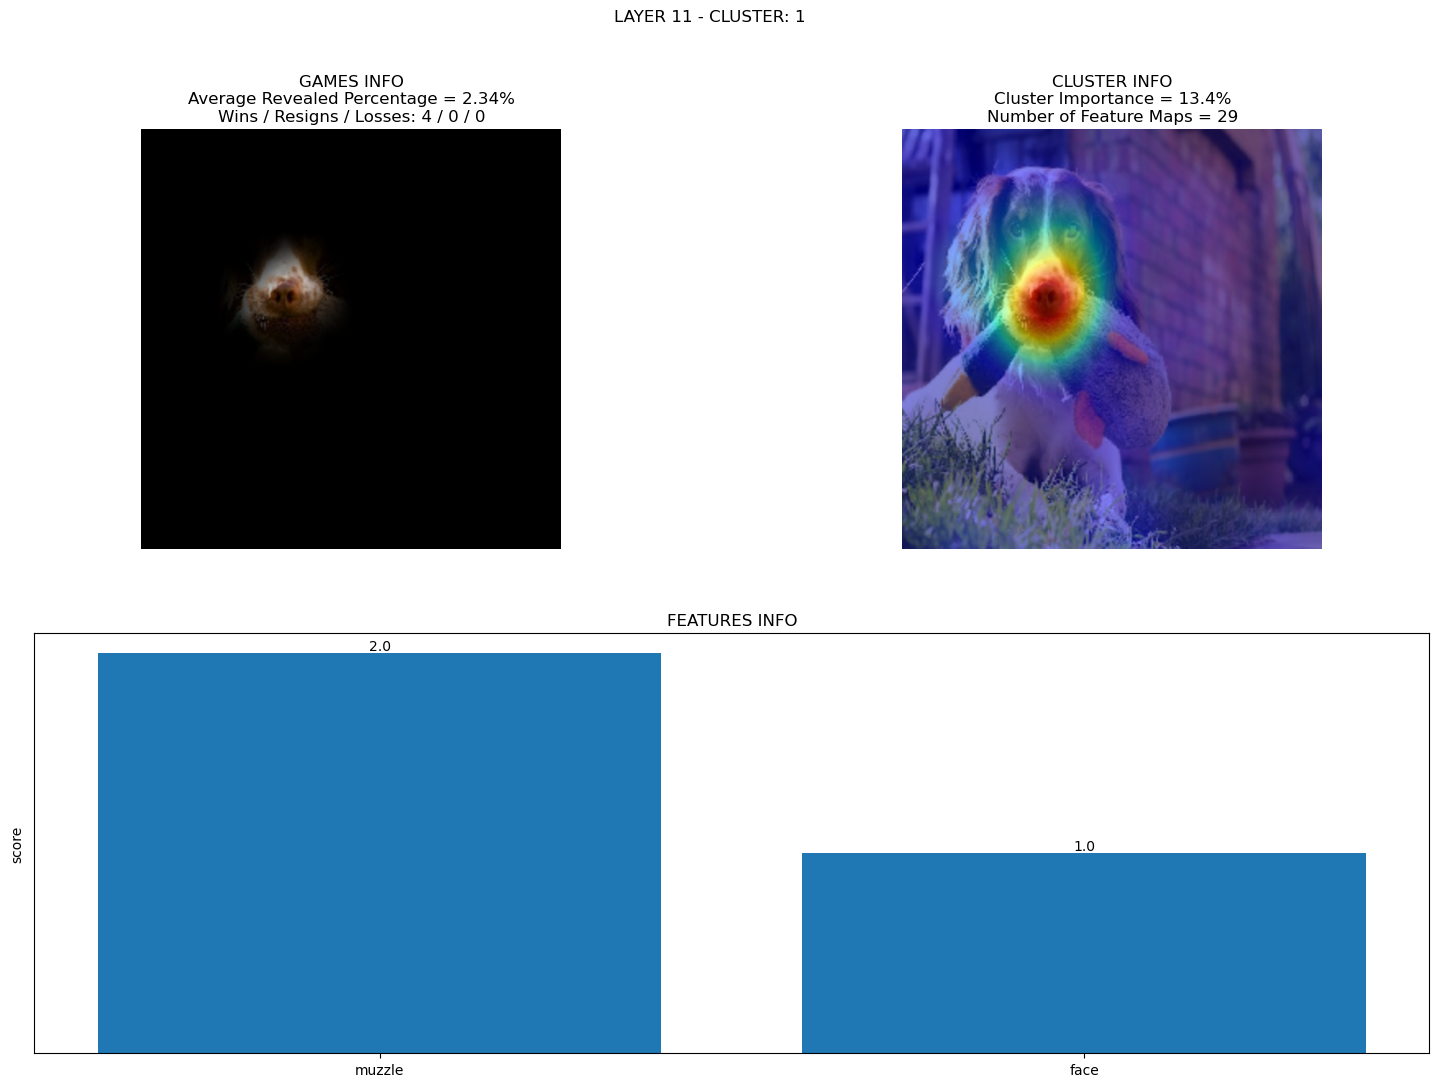 LAYER 11 - CLUSTER: 1
GAMES INFO
Average Revealed Percentage = 2.34%
Wins / Resigns / Losses: 4 / 0 / 0
CLUSTER INFO
Cluster Importance = 13.4%
Number of Feature Maps = 29
FEATURES INFO
2.0
1.0
score
muzzle
face